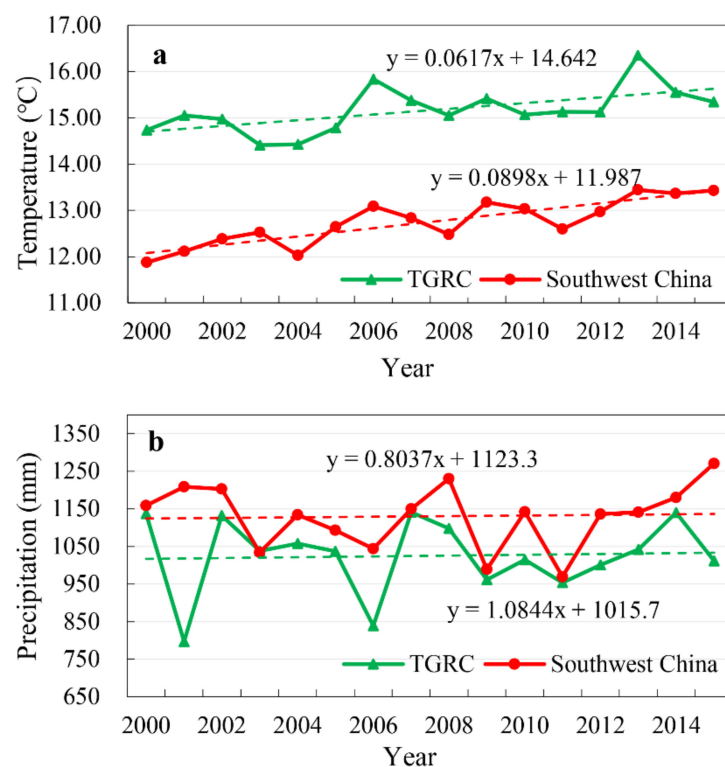 a
y = 0.0617x + 14.642
y = 0.0898x + 11.987
Temperature (°C)
17.00
16.00
15.00
14.00
13.00
12.00
11.00
TGRC
Southwest China
2000 2002 2004 2006 2008 2010 2012 2014
Year
b
y = 0.8037x + 1123.3
y = 1.0844x + 1015.7
Precipitation (mm)
1350
1250
1150
1050
950
850
750
650
TGRC
Southwest China
2000 2002 2004 2006 2008 2010 2012 2014
Year